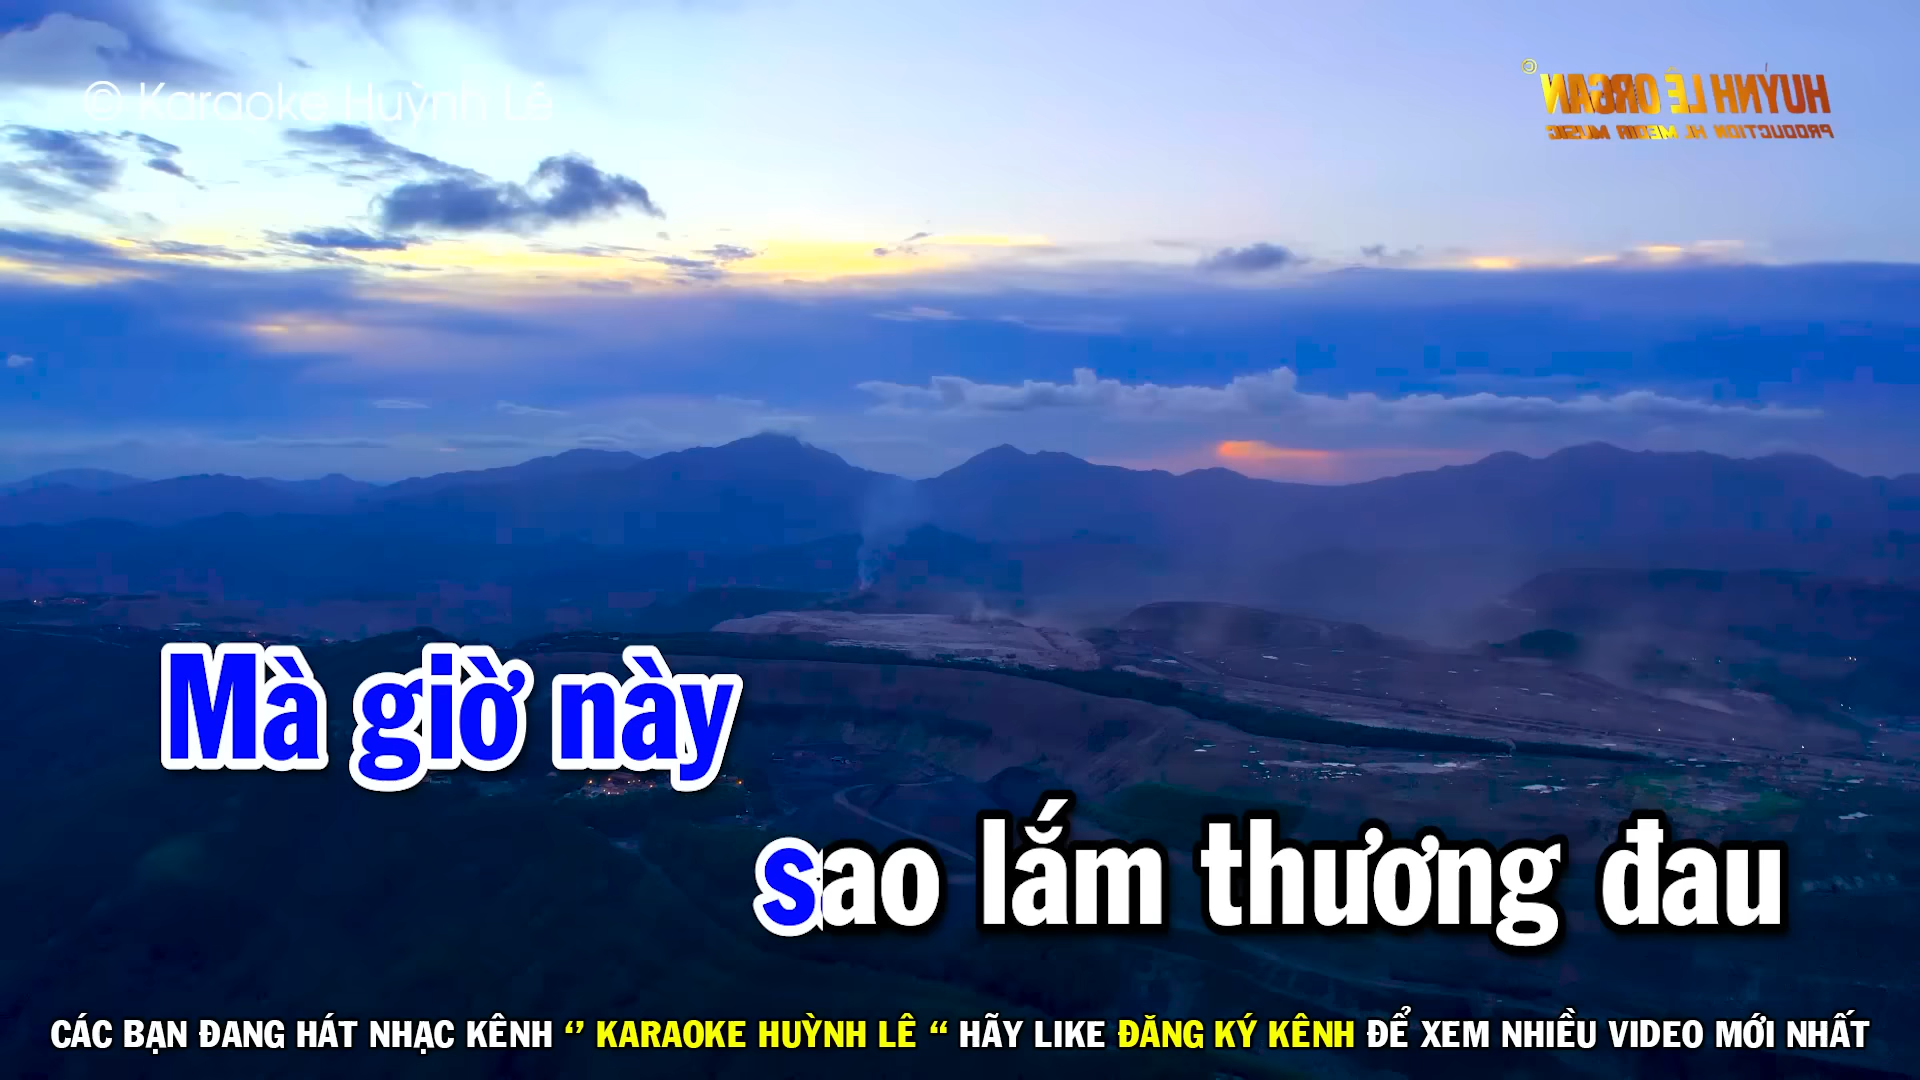 © Karaoke Huỳnh Lê
©
HUỲNH LÊ ORGAN
PRODUCTION HL MEDIA MUSIC
Mà giờ này
sao lắm thương đau
CÁC BẠN ĐANG HÁT NHẠC KÊNH ‘’ KARAOKE HUỲNH LÊ “ HÃY LIKE ĐĂNG KÝ KÊNH ĐỂ XEM NHIỀU VIDEO MỚI NHẤT